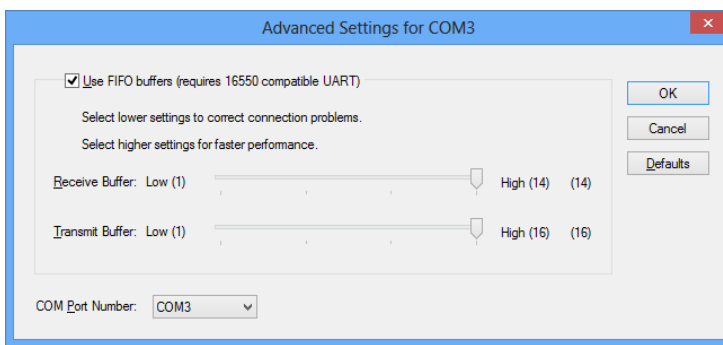 Advanced Settings for COM3
Use FIFO buffers (requires 16550 compatible UART)
OK
Select lower settings to correct connection problems.
Cancel
Select higher settings for faster performance.
Defaults
Receive Buffer: Low (1) High (14) (14)
Transmit Buffer: Low (1) High (16) (16)
COM Port Number: COM3